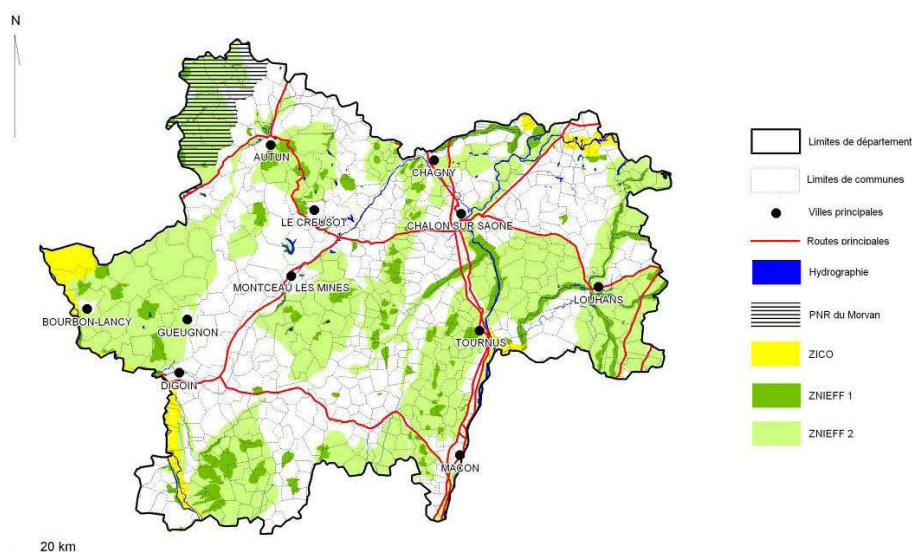 N
AUTUN
CHAGNY
LE CREUSOT
CHALON SUR SAONE
MONTCEAU LES MINES
LOUHANS
BOURBON-LANCY
GUEUGNON
TOURNUS
DIGOIN
MACON
20 km
Limites de département
Limites de communes
Villes principales
Routes principales
Hydrographie
PNR du Morvan
ZICO
ZNIEFF 1
ZNIEFF 2